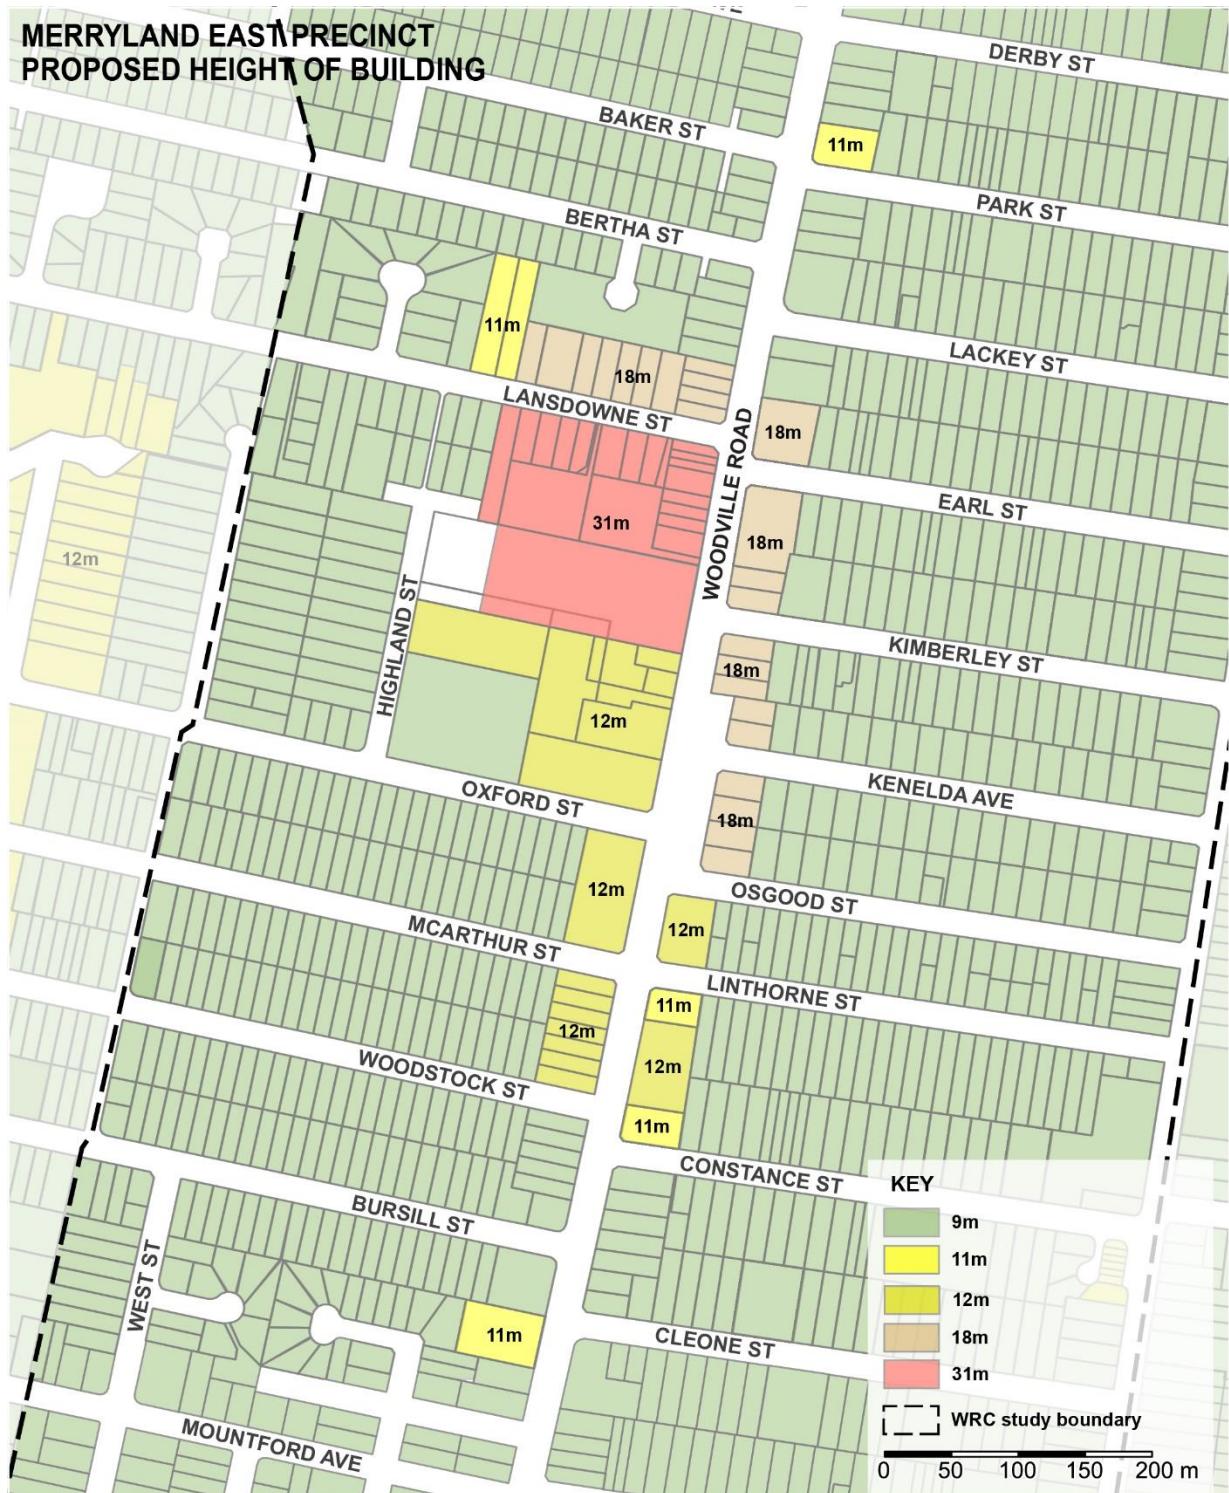 MERRYLAND EAST PRECINCT
PROPOSED HEIGHT OF BUILDING
DERBY ST
BAKER ST
11m
PARK ST
BERTHA ST
11m
LACKEY ST
18m
LANSDOWNE ST
18m
WOODVILLE ROAD
EARL ST
31m
18m
12m
HIGHLAND ST
KIMBERLEY ST
18m
12m
OXFORD ST
KENELDA AVE
18m
12m
OSGOOD ST
MCARTHUR ST
12m
LINTHORNE ST
11m
12m
12m
WOODSTOCK ST
11m
CONSTANCE ST
BURSILL ST
WEST ST
11m
CLEONE ST
MOUNTFORD AVE
KEY
9m
11m
12m
18m
31m
WRC study boundary
0 50 100 150 200 m